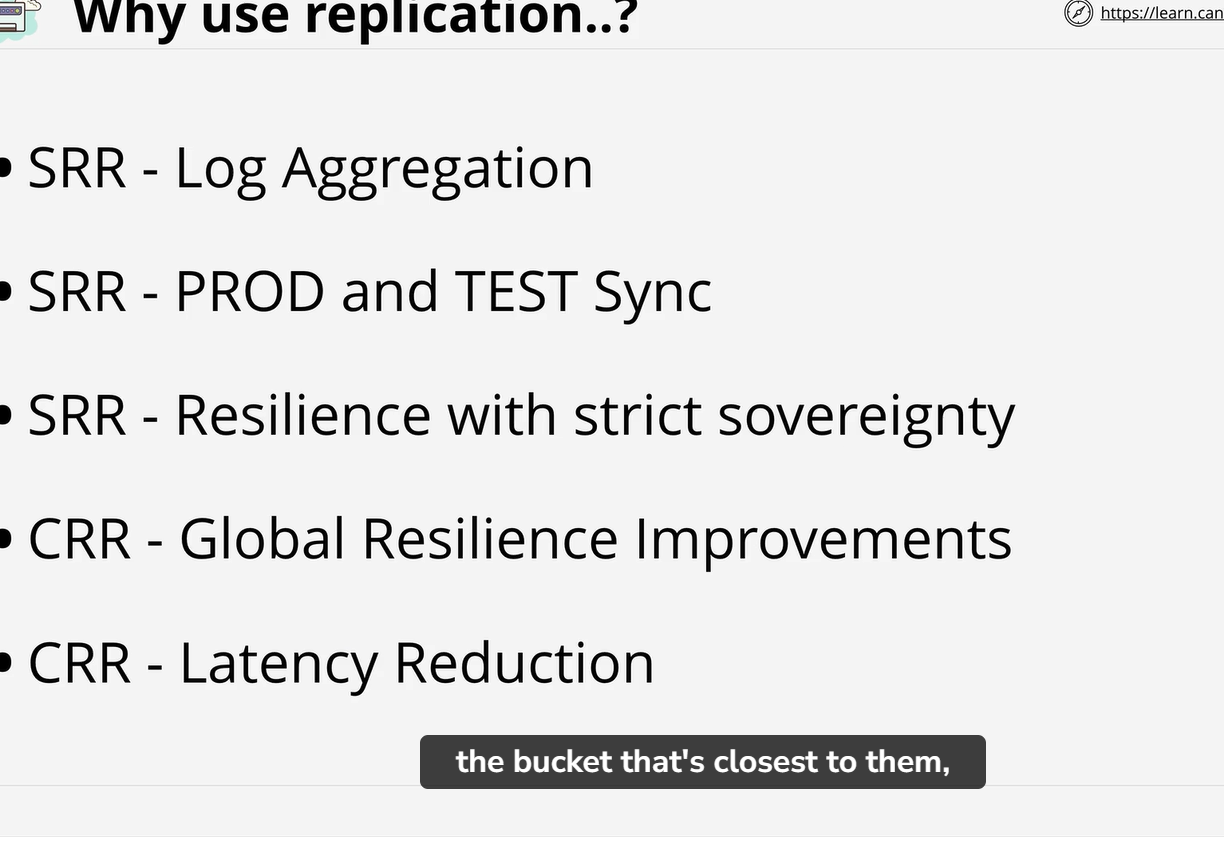 Why use replication..?
https://learn.can
• SRR - Log Aggregation
• SRR - PROD and TEST Sync
• SRR - Resilience with strict sovereignty
• CRR - Global Resilience Improvements
• CRR - Latency Reduction
the bucket that's closest to them,